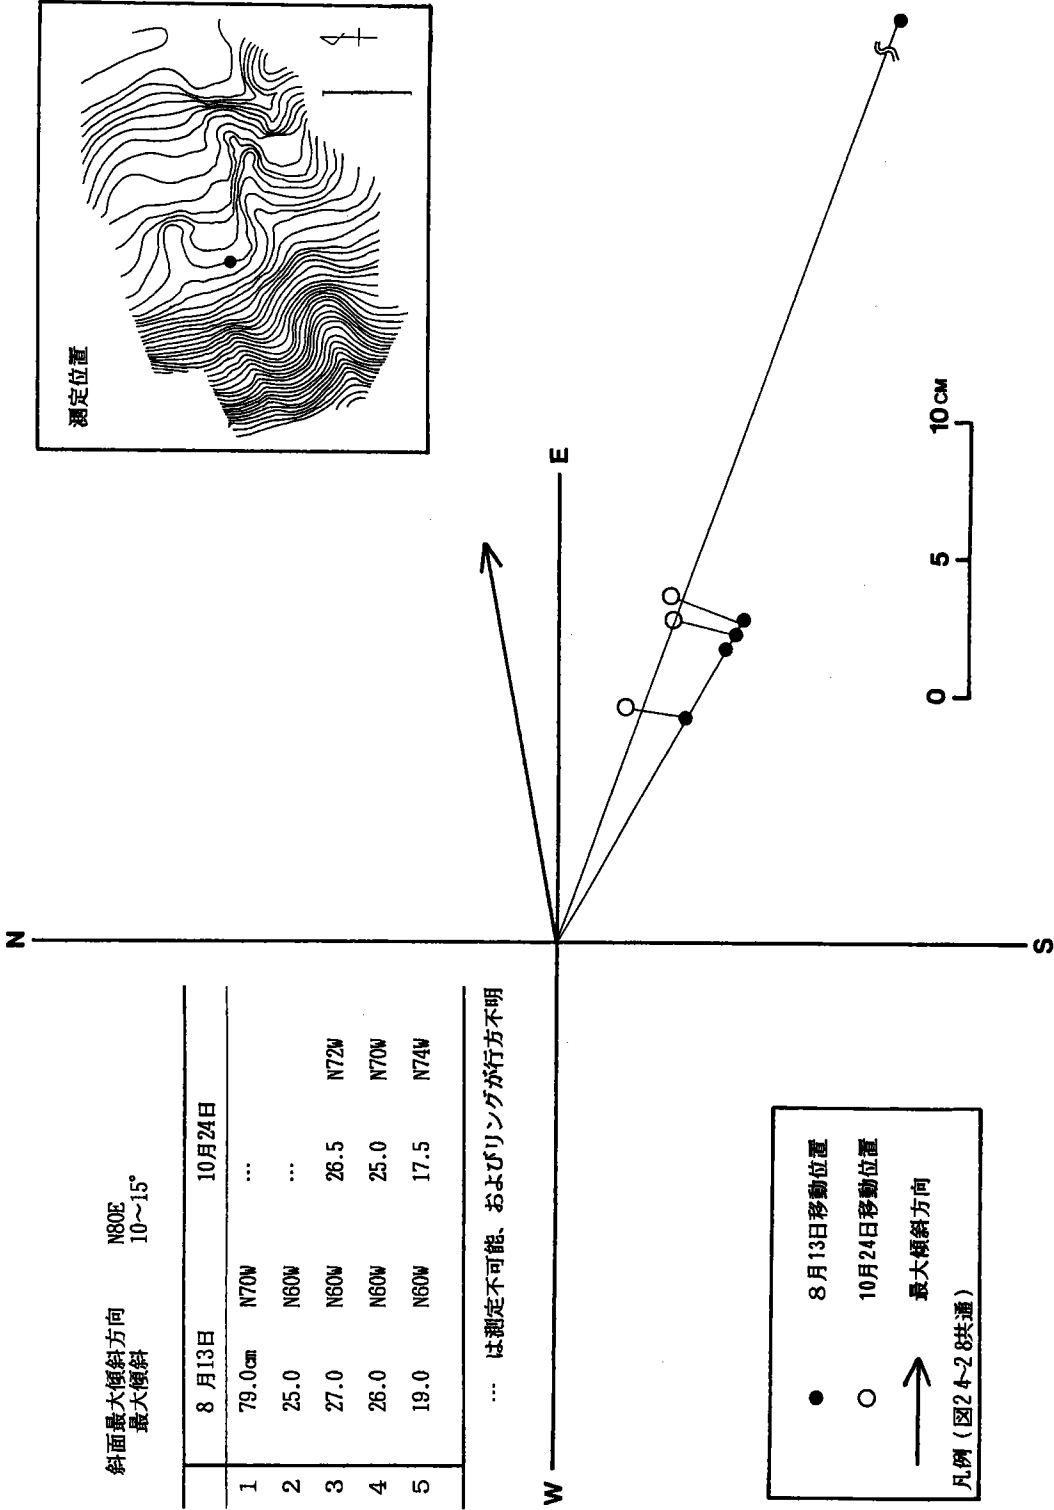 斜面最大傾斜方向 N80E
最大傾斜 10～15°
8月13日 10月24日
1 79.0cm N70W …
2 25.0 N60W …
3 27.0 N60W 26.5 N72W
4 26.0 N60W 25.0 N70W
5 19.0 N60W 17.5 N74W
… は測定不可能、およびリングが行方不明
測定位置
N
W
E
S
0 5 10CM
8月13日移動位置
10月24日移動位置
最大傾斜方向
凡例（図24~28共通）